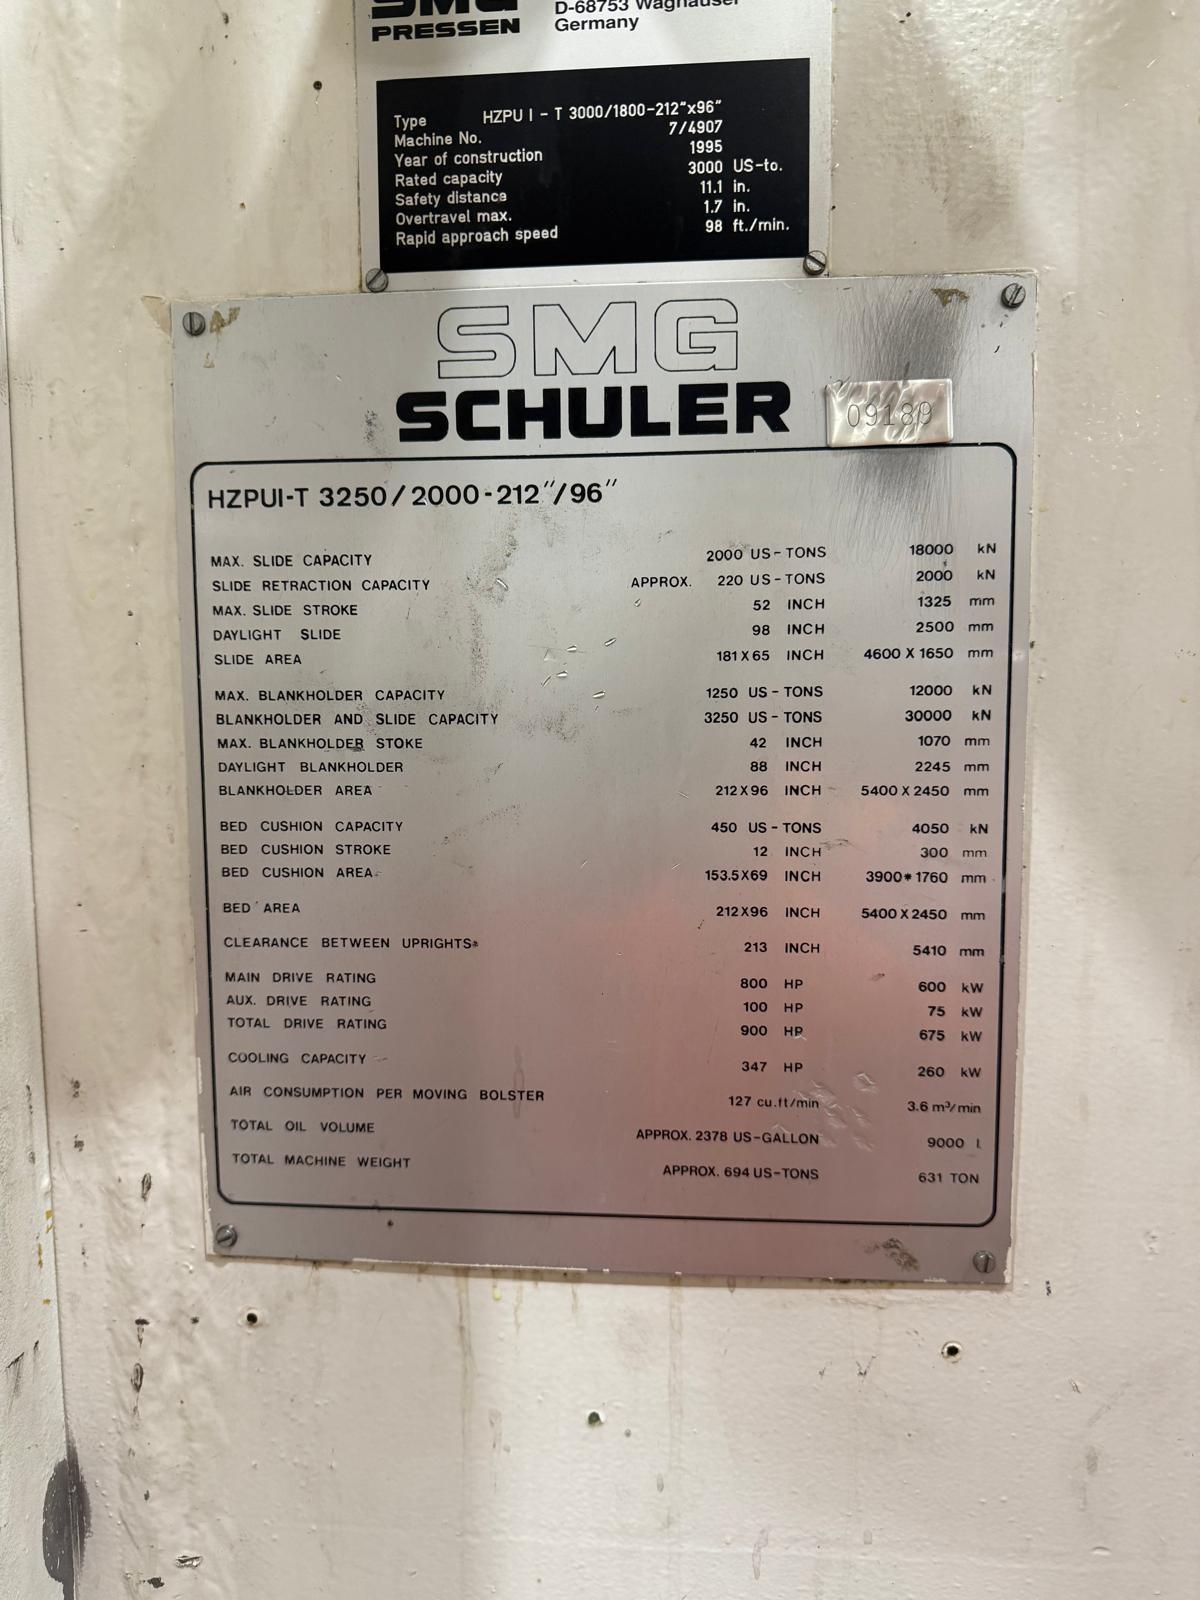 SMG D-68753 Waghäusel
PRESSEN Germany
Type HZPU I - T 3000/1800-212"x96"
Machine No. 7/4907
Year of construction 1995
Rated capacity 3000 US-to.
Safety distance 11.1 in.
Overtravel max. 1.7 in.
Rapid approach speed 98 ft./min.
SMG
SCHULER
09189
HZPUI-T 3250/2000-212"/96"
MAX. SLIDE CAPACITY 2000 US-TONS 18000 kN
SLIDE RETRACTION CAPACITY APPROX. 220 US-TONS 2000 kN
MAX. SLIDE STROKE 52 INCH 1325 mm
DAYLIGHT SLIDE 98 INCH 2500 mm
SLIDE AREA 181X65 INCH 4600 X 1650 mm
MAX. BLANKHOLDER CAPACITY 1250 US-TONS 12000 kN
BLANKHOLDER AND SLIDE CAPACITY 3250 US-TONS 30000 kN
MAX. BLANKHOLDER STOKE 42 INCH 1070 mm
DAYLIGHT BLANKHOLDER 88 INCH 2245 mm
BLANKHOLDER AREA 212X96 INCH 5400 X 2450 mm
BED CUSHION CAPACITY 450 US-TONS 4050 kN
BED CUSHION STROKE 12 INCH 300 mm
BED CUSHION AREA 153.5X69 INCH 3900*1760 mm
BED AREA 212X96 INCH 5400 X 2450 mm
CLEARANCE BETWEEN UPRIGHTS 213 INCH 5410 mm
MAIN DRIVE RATING 800 HP 600 kW
AUX. DRIVE RATING 100 HP 75 kW
TOTAL DRIVE RATING 900 HP 675 kW
COOLING CAPACITY 347 HP 260 kW
AIR CONSUMPTION PER MOVING BOLSTER 127 cu.ft/min 3.6 m³/min
TOTAL OIL VOLUME APPROX. 2378 US-GALLON 9000 l
TOTAL MACHINE WEIGHT APPROX. 694 US-TONS 631 TON